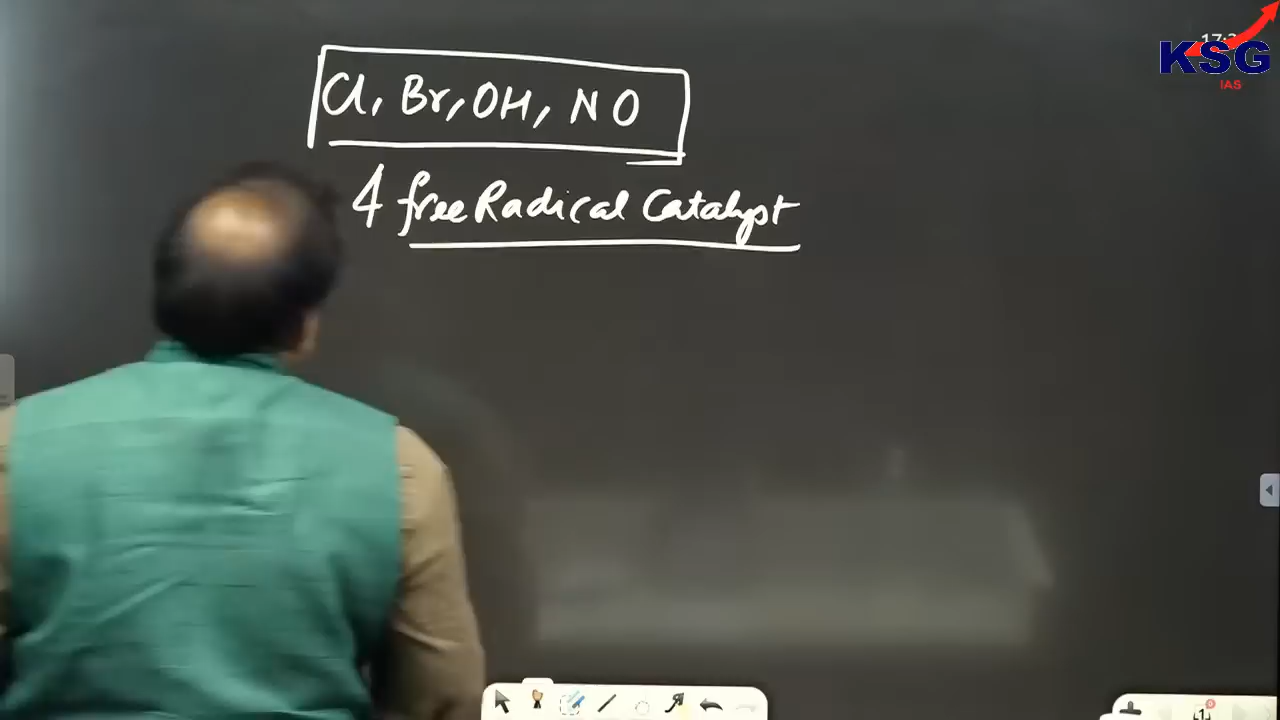 Cl, Br, OH, NO
4 free Radical Catalyst
KSG
IAS